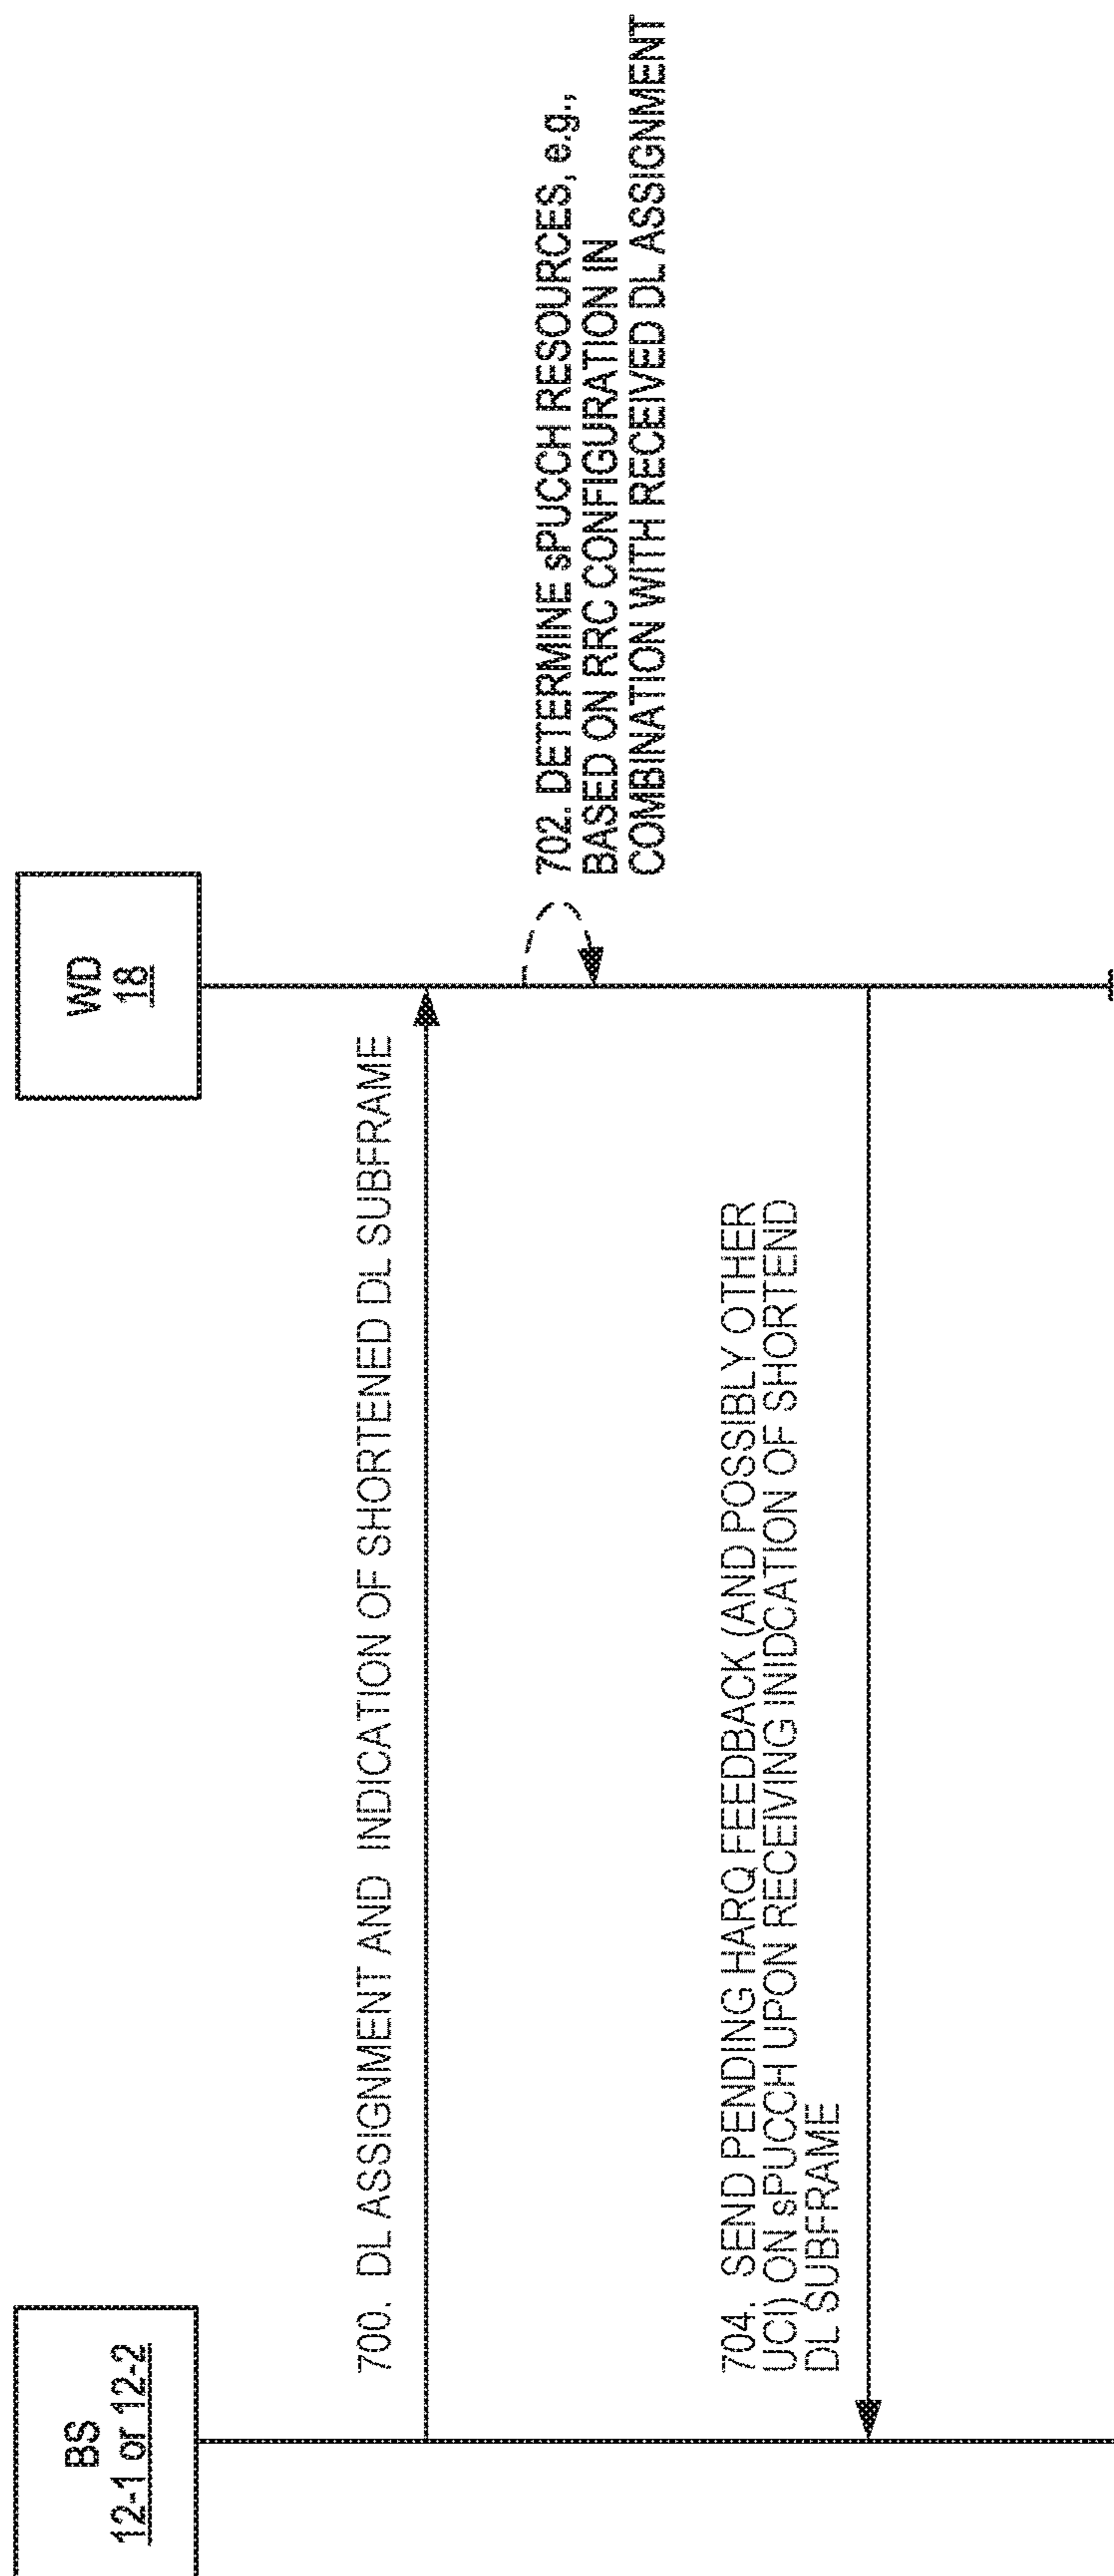 BS
12-1 or 12-2
WD
18
700. DL ASSIGNMENT AND INDICATION OF SHORTENED DL SUBFRAME
702. DETERMINE sPUCCH RESOURCES, e.g.,
BASED ON RRC CONFIGURATION IN
COMBINATION WITH RECEIVED DL ASSIGNMENT
704. SEND PENDING HARQ FEEDBACK (AND POSSIBLY OTHER
UCI) ON sPUCCH UPON RECEIVING INIDCATION OF SHORTEND
DL SUBFRAME